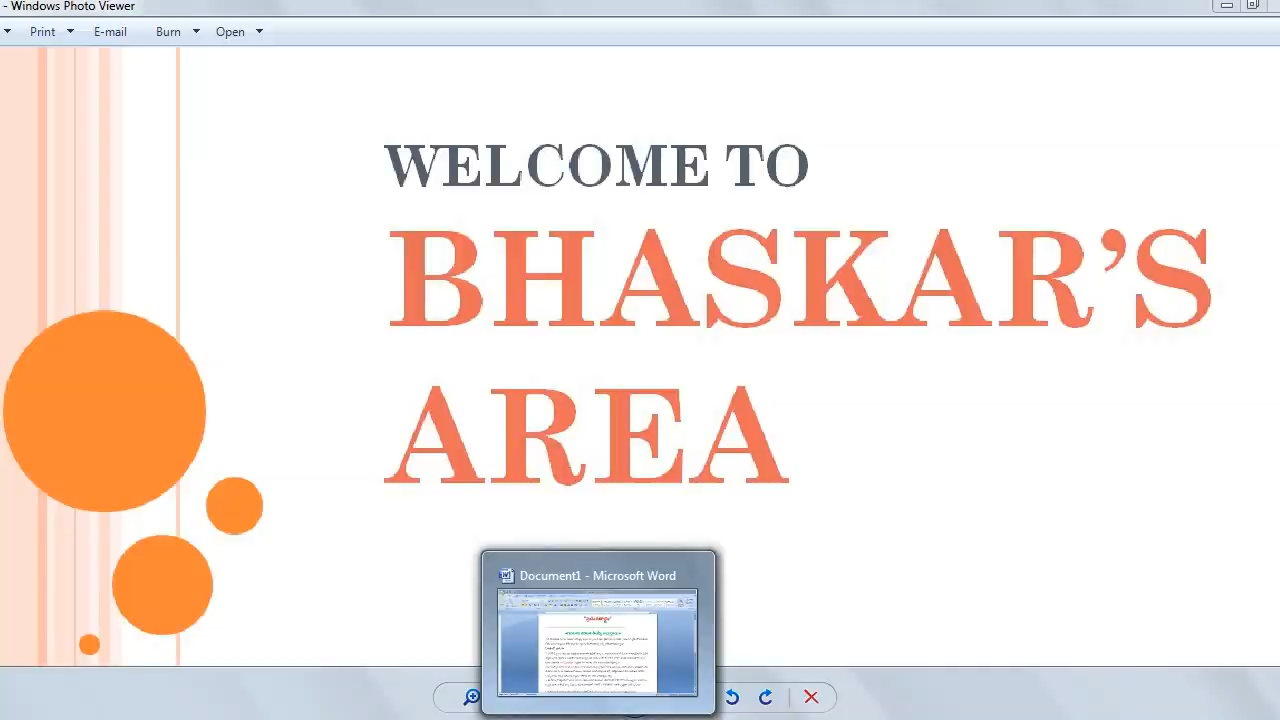 - Windows Photo Viewer
Print E-mail Burn Open
WELCOME TO
BHASKAR’S
AREA
Document1 - Microsoft Word